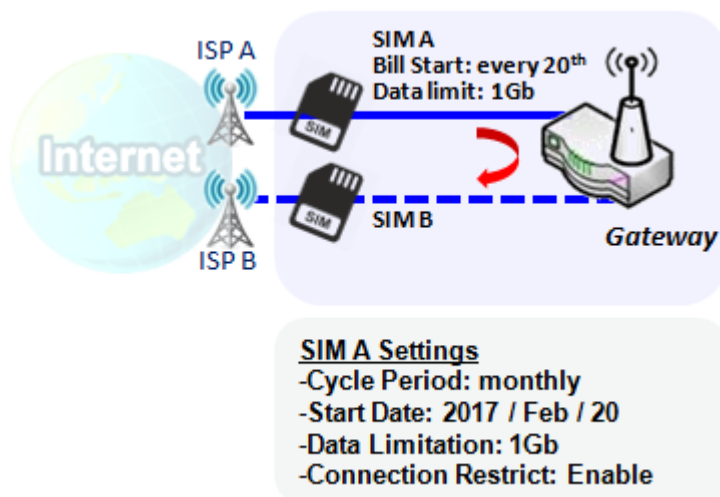 ISP A
SIM A
Bill Start: every 20th
Data limit: 1Gb
SIM
Internet
SIM
SIM B
Gateway
ISP B
SIM A Settings
-Cycle Period: monthly
-Start Date: 2017 / Feb / 20
-Data Limitation: 1Gb
-Connection Restrict: Enable